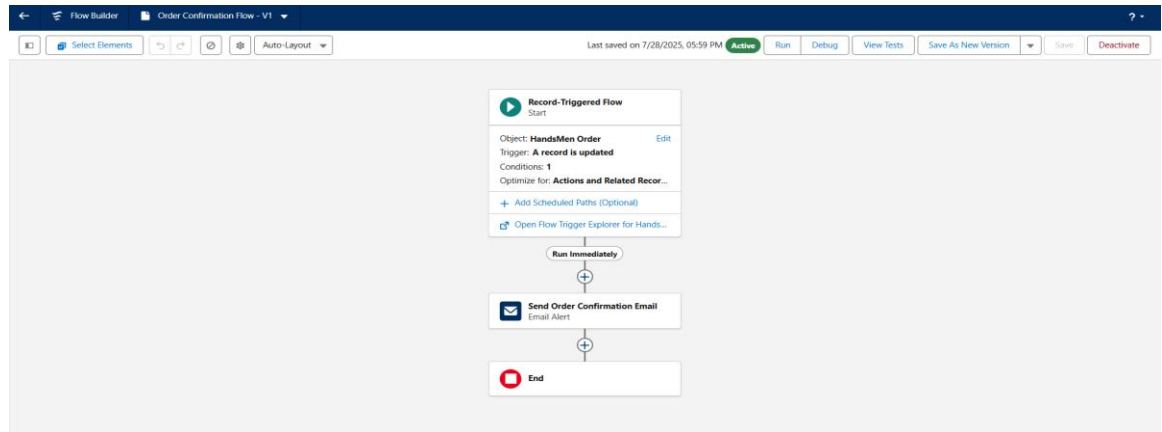 Flow Builder
Order Confirmation Flow - V1
?
Select Elements
Auto-Layout
Last saved on 7/28/2025, 05:59 PM
Active
Run
Debug
View Tests
Save As New Version
Save
Deactivate
Record-Triggered Flow
Start
Object: HandsMen Order
Edit
Trigger: A record is updated
Conditions: 1
Optimize for: Actions and Related Recor...
+ Add Scheduled Paths (Optional)
Open Flow Trigger Explorer for Hands...
Run Immediately
Send Order Confirmation Email
Email Alert
End